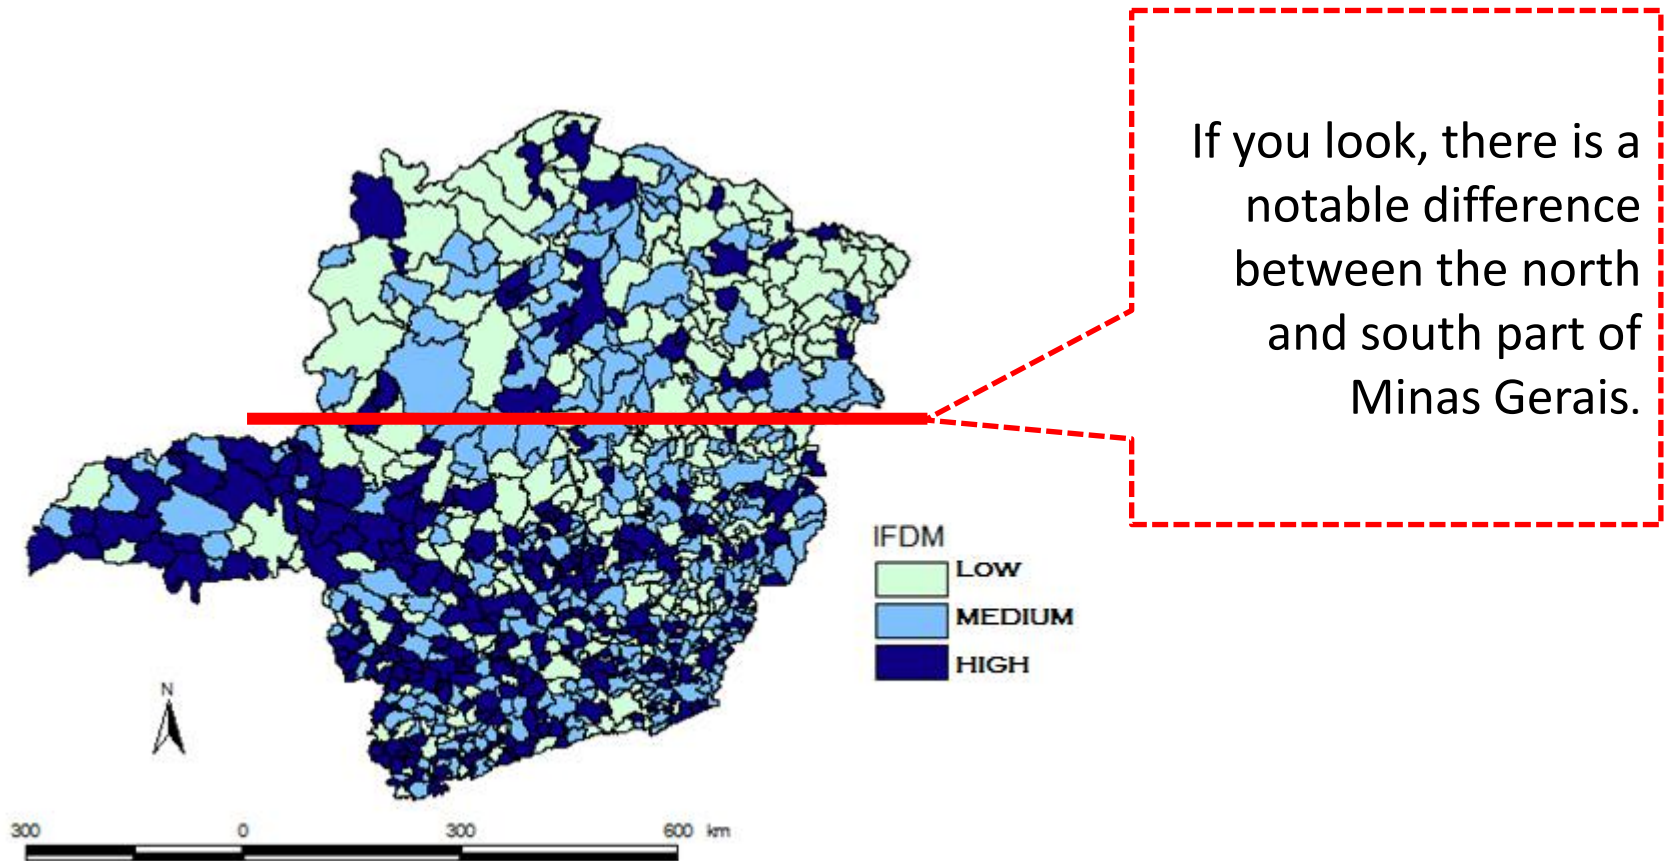 If you look, there is a
notable difference
between the north
and south part of
Minas Gerais.
IFDM
LOW
MEDIUM
HIGH
N
300 0 300 600 km